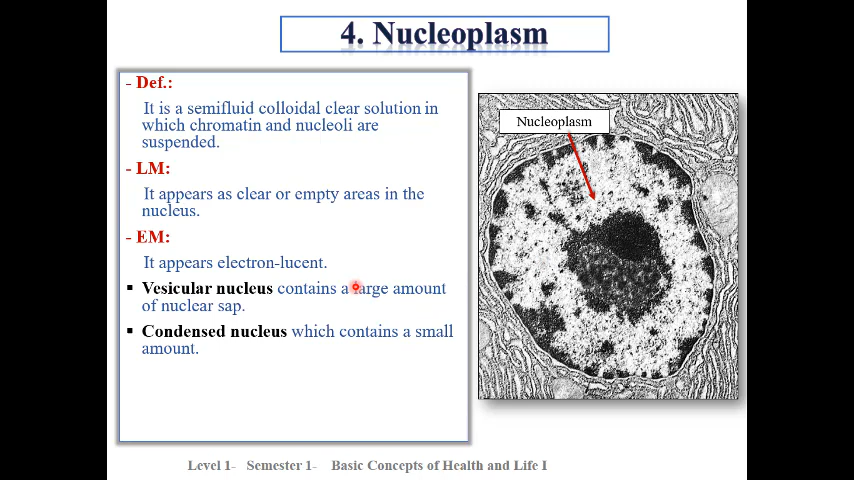 4. Nucleoplasm
- Def.:
It is a semifluid colloidal clear solution in
which chromatin and nucleoli are
suspended.
- LM:
It appears as clear or empty areas in the
nucleus.
- EM:
It appears electron-lucent.
▪ Vesicular nucleus contains a large amount
of nuclear sap.
▪ Condensed nucleus which contains a small
amount.
Nucleoplasm
Level 1- Semester 1- Basic Concepts of Health and Life I